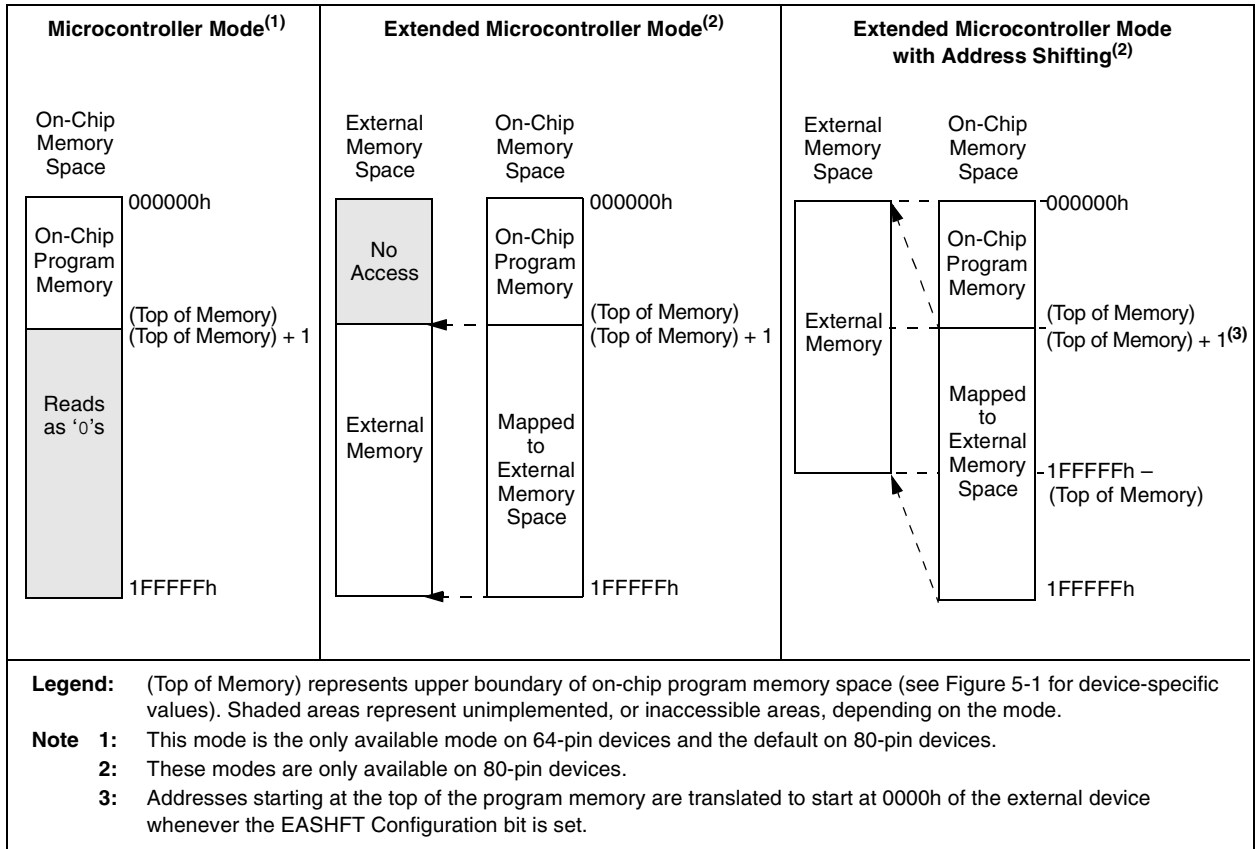 Microcontroller Mode(1)
On-Chip
Memory
Space
000000h
On-Chip
Program
Memory
(Top of Memory)
(Top of Memory) + 1
Reads
as ‘0’s
1FFFFFh
Extended Microcontroller Mode(2)
External
Memory
Space
On-Chip
Memory
Space
000000h
No
Access
On-Chip
Program
Memory
(Top of Memory)
(Top of Memory) + 1
External
Memory
Mapped
to
External
Memory
Space
1FFFFFh
Extended Microcontroller Mode
with Address Shifting(2)
External
Memory
Space
On-Chip
Memory
Space
000000h
On-Chip
Program
Memory
External
Memory
(Top of Memory)
(Top of Memory) + 1(3)
Mapped
to
External
Memory
Space
1FFFFFh –
(Top of Memory)
1FFFFFh
Legend: (Top of Memory) represents upper boundary of on-chip program memory space (see Figure 5-1 for device-specific
values). Shaded areas represent unimplemented, or inaccessible areas, depending on the mode.
Note 1: This mode is the only available mode on 64-pin devices and the default on 80-pin devices.
2: These modes are only available on 80-pin devices.
3: Addresses starting at the top of the program memory are translated to start at 0000h of the external device
whenever the EASHFT Configuration bit is set.